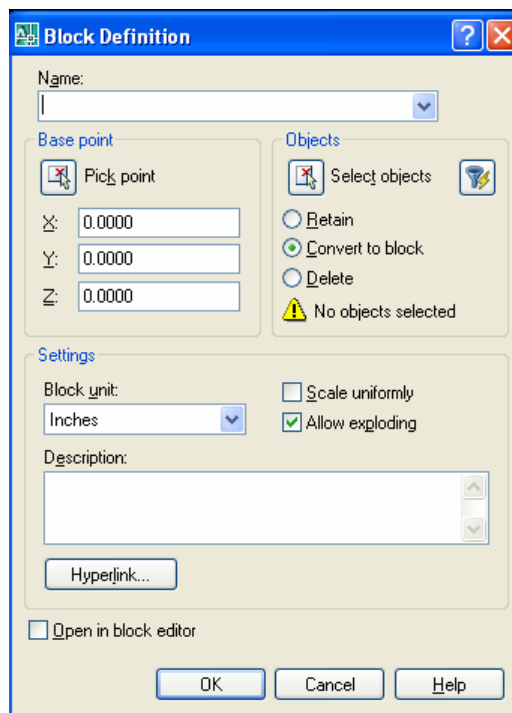 Block Definition
Name:
Base point
Pick point
X: 0.0000
Y: 0.0000
Z: 0.0000
Objects
Select objects
Retain
Convert to block
Delete
No objects selected
Settings
Block unit:
Inches
Scale uniformly
Allow exploding
Description:
Hyperlink...
Open in block editor
OK Cancel Help